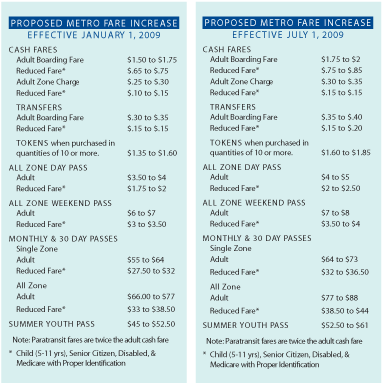 PROPOSED METRO FARE INCREASE
EFFECTIVE JANUARY 1, 2009
CASH FARES
Adult Boarding Fare $1.50 to $1.75
Reduced Fare* $.65 to $.75
Adult Zone Charge $.25 to $.30
Reduced Fare* $.10 to $.15
TRANSFERS
Adult Boarding Fare $.30 to $.35
Reduced Fare* $.15 to $.15
TOKENS when purchased in
quantities of 10 or more. $1.35 to $1.60
ALL ZONE DAY PASS
Adult $3.50 to $4
Reduced Fare* $1.75 to $2
ALL ZONE WEEKEND PASS
Adult $6 to $7
Reduced Fare* $3 to $3.50
MONTHLY & 30 DAY PASSES
Single Zone
Adult $55 to $64
Reduced Fare* $27.50 to $32
All Zone
Adult $66.00 to $77
Reduced Fare* $33 to $38.50
SUMMER YOUTH PASS $45 to $52.50
Note: Paratransit fares are twice the adult cash fare
* Child (5-11 yrs), Senior Citizen, Disabled, &
Medicare with Proper Identification
PROPOSED METRO FARE INCREASE
EFFECTIVE JULY 1, 2009
CASH FARES
Adult Boarding Fare $1.75 to $2
Reduced Fare* $.75 to $.85
Adult Zone Charge $.30 to $.35
Reduced Fare* $.15 to $.15
TRANSFERS
Adult Boarding Fare $.35 to $.40
Reduced Fare* $.15 to $.20
TOKENS when purchased in
quantities of 10 or more. $1.60 to $1.85
ALL ZONE DAY PASS
Adult $4 to $5
Reduced Fare* $2 to $2.50
ALL ZONE WEEKEND PASS
Adult $7 to $8
Reduced Fare* $3.50 to $4
MONTHLY & 30 DAY PASSES
Single Zone
Adult $64 to $73
Reduced Fare* $32 to $36.50
All Zone
Adult $77 to $88
Reduced Fare* $38.50 to $44
SUMMER YOUTH PASS $52.50 to $61
Note: Paratransit fares are twice the adult cash fare
* Child (5-11 yrs), Senior Citizen, Disabled, &
Medicare with Proper Identification